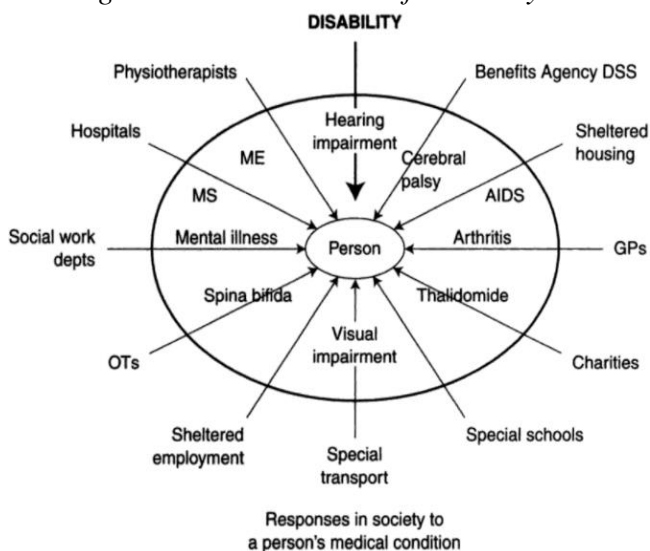 DISABILITY
Physiotherapists
Benefits Agency DSS
Hospitals
Hearing
impairment
Sheltered
housing
ME
Cerebral
palsy
MS
AIDS
Social work
depts
Mental illness
Person
Arthritis
GPs
Spina bifida
Thalidomide
OTs
Visual
impairment
Charities
Sheltered
employment
Special
transport
Special schools
Responses in society to
a person's medical condition